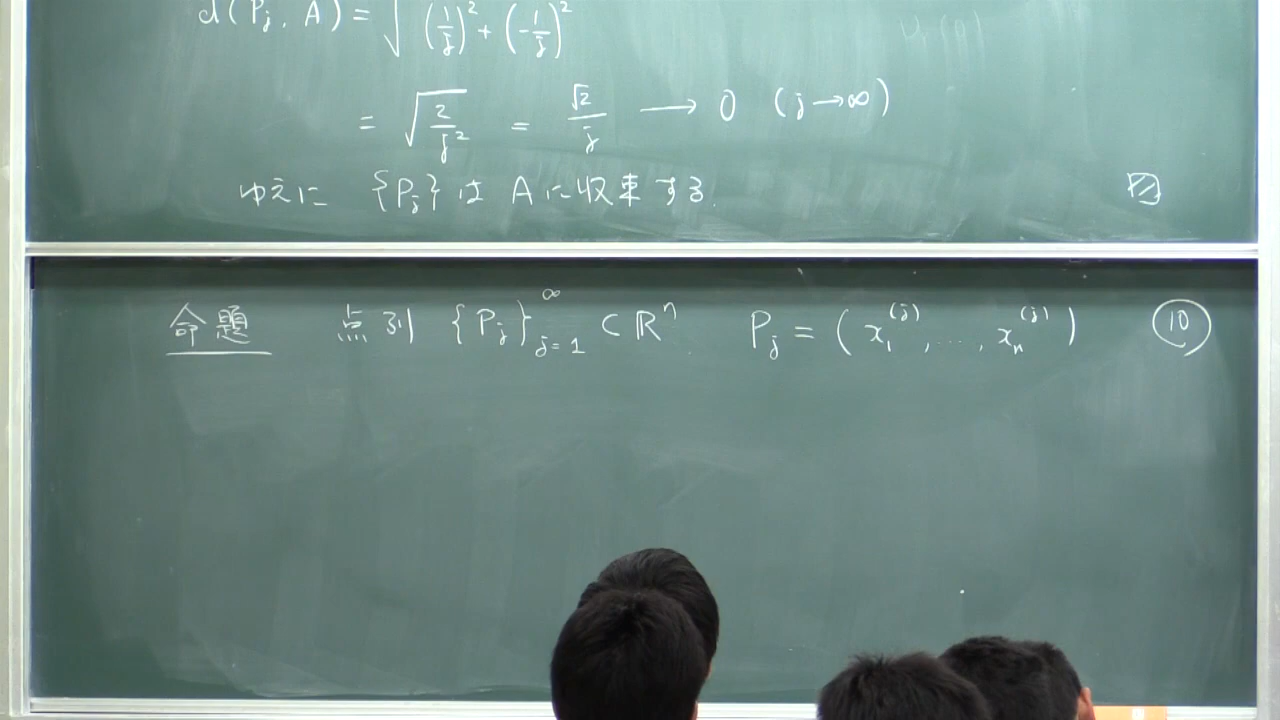 d(Pⱼ, A) = √((1/j)² + (-1/j)²)
= √(2/j²) = √2/j → 0 (j→∞)
ゆえに {Pⱼ} は A に収束する.
命題 点列 {Pⱼ}_{j=1}^{∞} ⊂ ℝⁿ Pⱼ = (x₁^{(j)}, ..., xₙ^{(j)}) ⑩